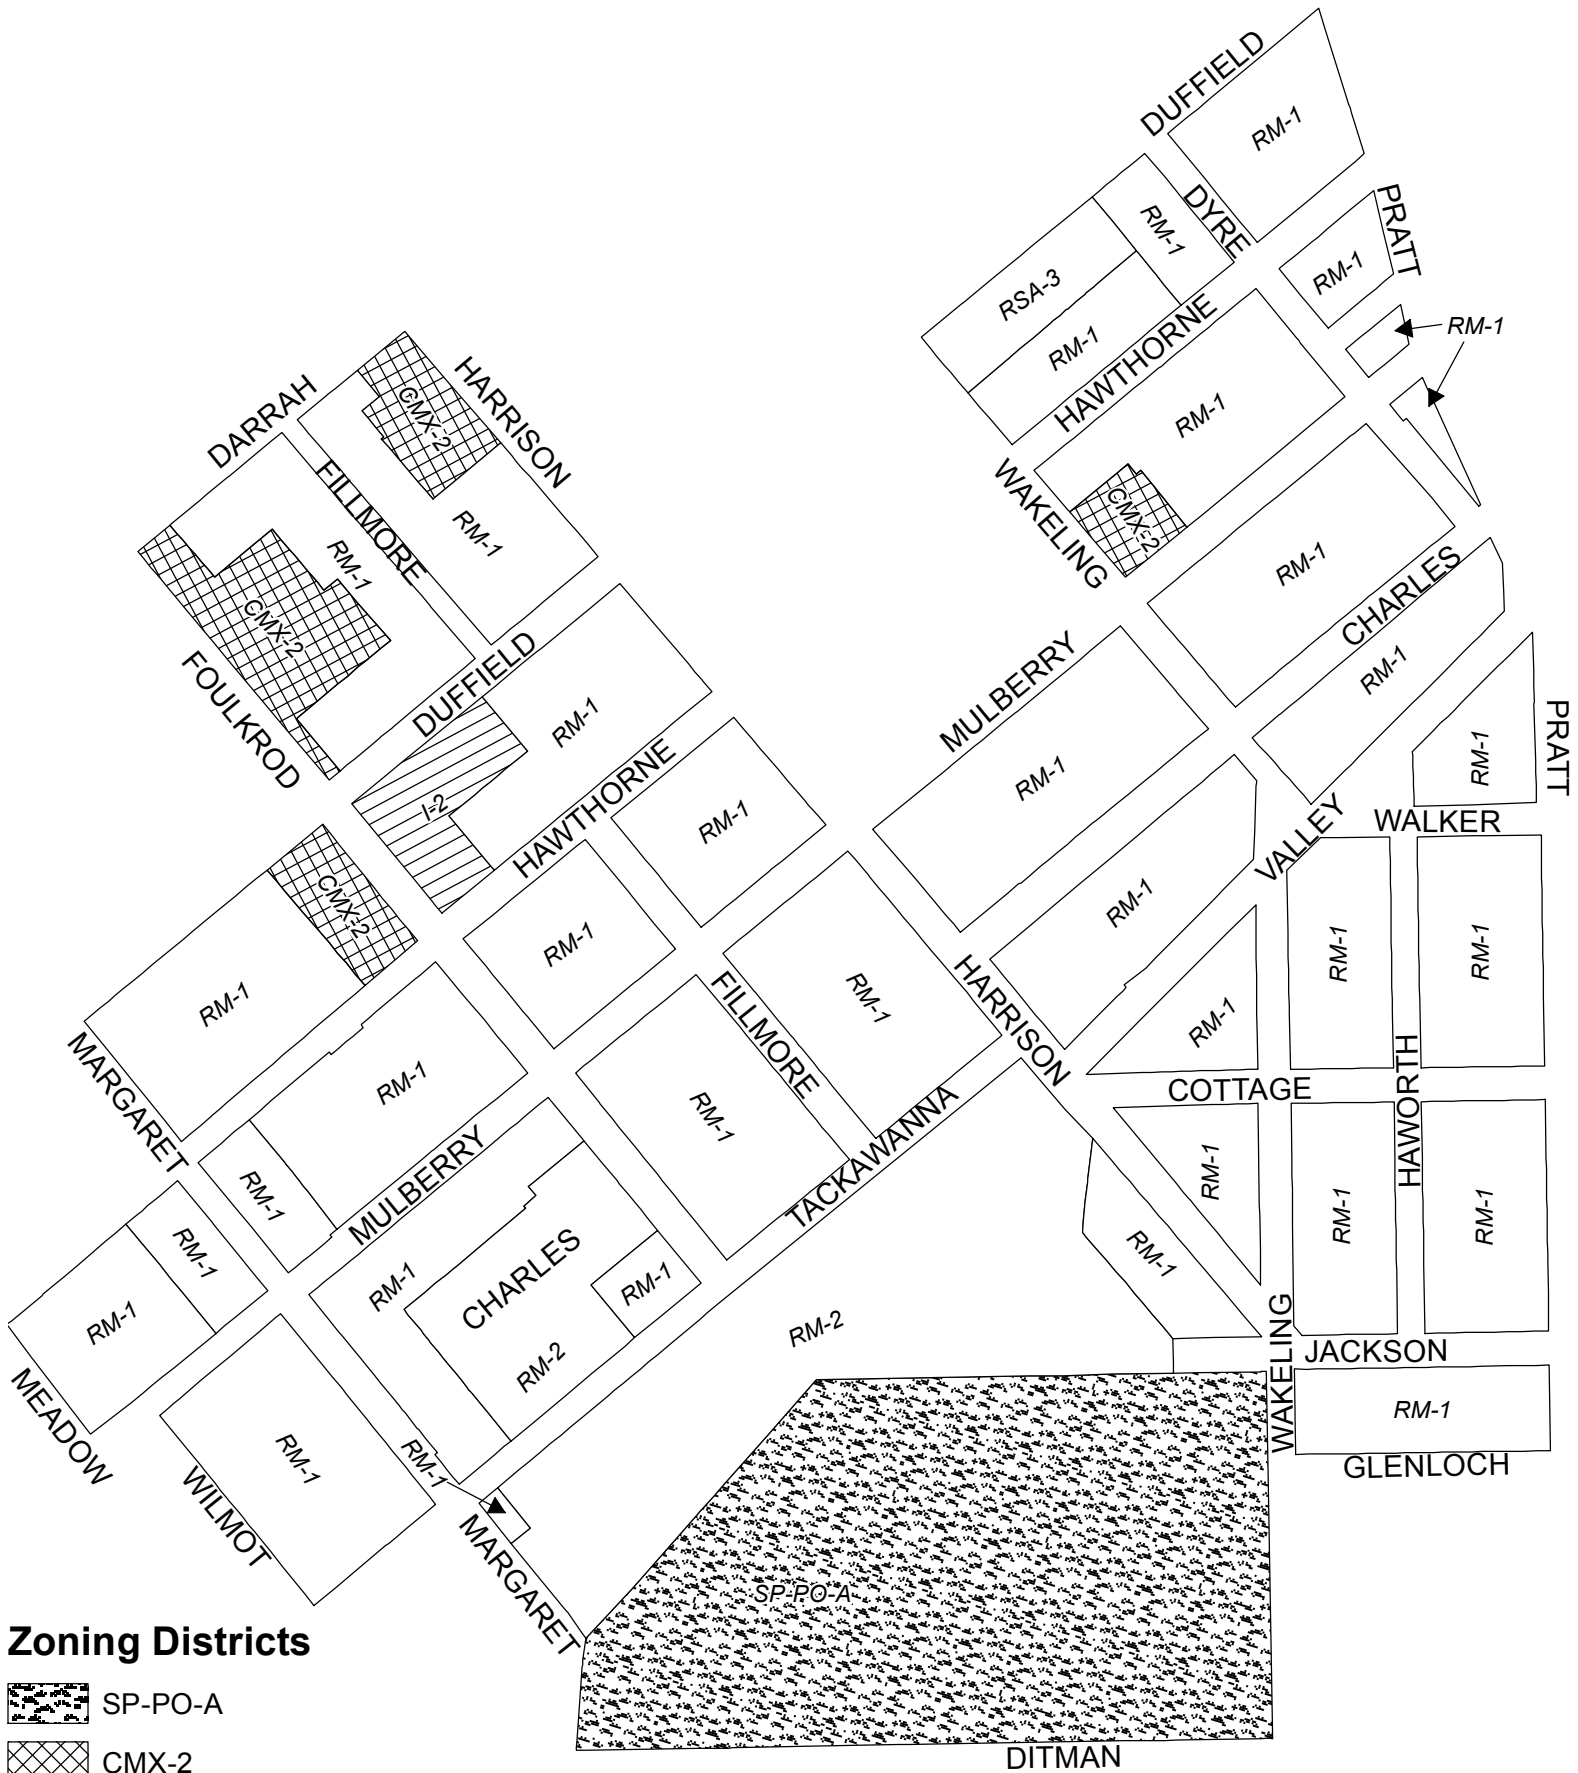 DUFFIELD
RM-1
DYRE
PRATT
RM-1
RM-1
RSA-3
RM-1
HAWTHORNE
RM-1
RM-1
WAKELING
CMX-2
HARRISON
DARRAH
CMX-2
FILLMORE
RM-1
RM-1
CMX-2
FOULKROD
DUFFIELD
RM-1
I-2
HAWTHORNE
RM-1
CHARLES
RM-1
MULBERRY
RM-1
PRATT
RM-1
WALKER
VALLEY
RM-1
RM-1
CMX-2
RM-1
RM-1
RM-1
RM-1
RM-1
MARGARET
RM-1
FILLMORE
RM-1
HARRISON
RM-1
COTTAGE
HAWORTH
RM-1
MULBERRY
RM-1
TACKAWANNA
RM-1
RM-1
RM-1
RM-1
RM-1
RM-1
RM-1
CHARLES
RM-1
RM-2
RM-2
WAKELING
JACKSON
RM-1
GLENLOCH
MEADOW
WILMOT
RM-1
RM-1
MARGARET
SP-PO-A
DITMAN
Zoning Districts
SP-PO-A
CMX-2